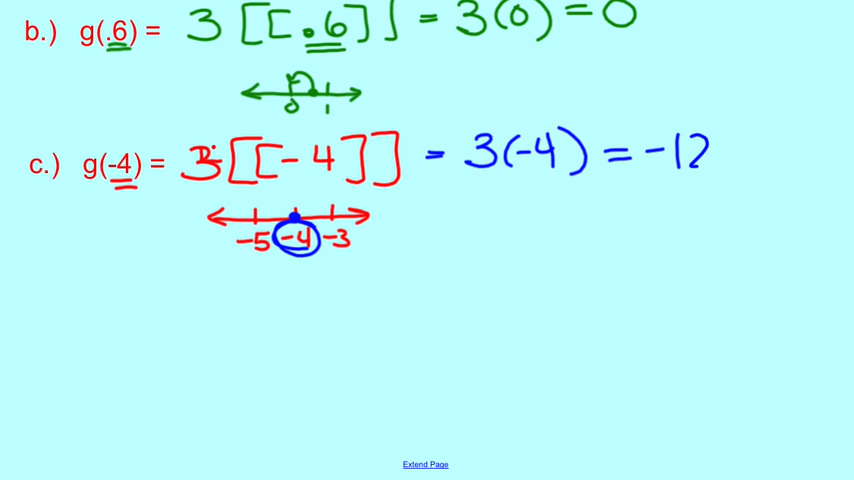 b.) g(.6) = 3 [[.6]] = 3(0) = 0
0 1
c.) g(-4) = 3[[-4]] = 3(-4) = -12
-5 -4 -3
Extend Page